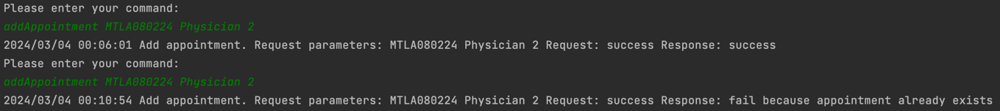 Please enter your command:
addAppointment MTLA080224 Physician 2
2024/03/04 00:06:01 Add appointment. Request parameters: MTLA080224 Physician 2 Request: success Response: success
Please enter your command:
addAppointment MTLA080224 Physician 2
2024/03/04 00:10:54 Add appointment. Request parameters: MTLA080224 Physician 2 Request: success Response: fail because appointment already exists